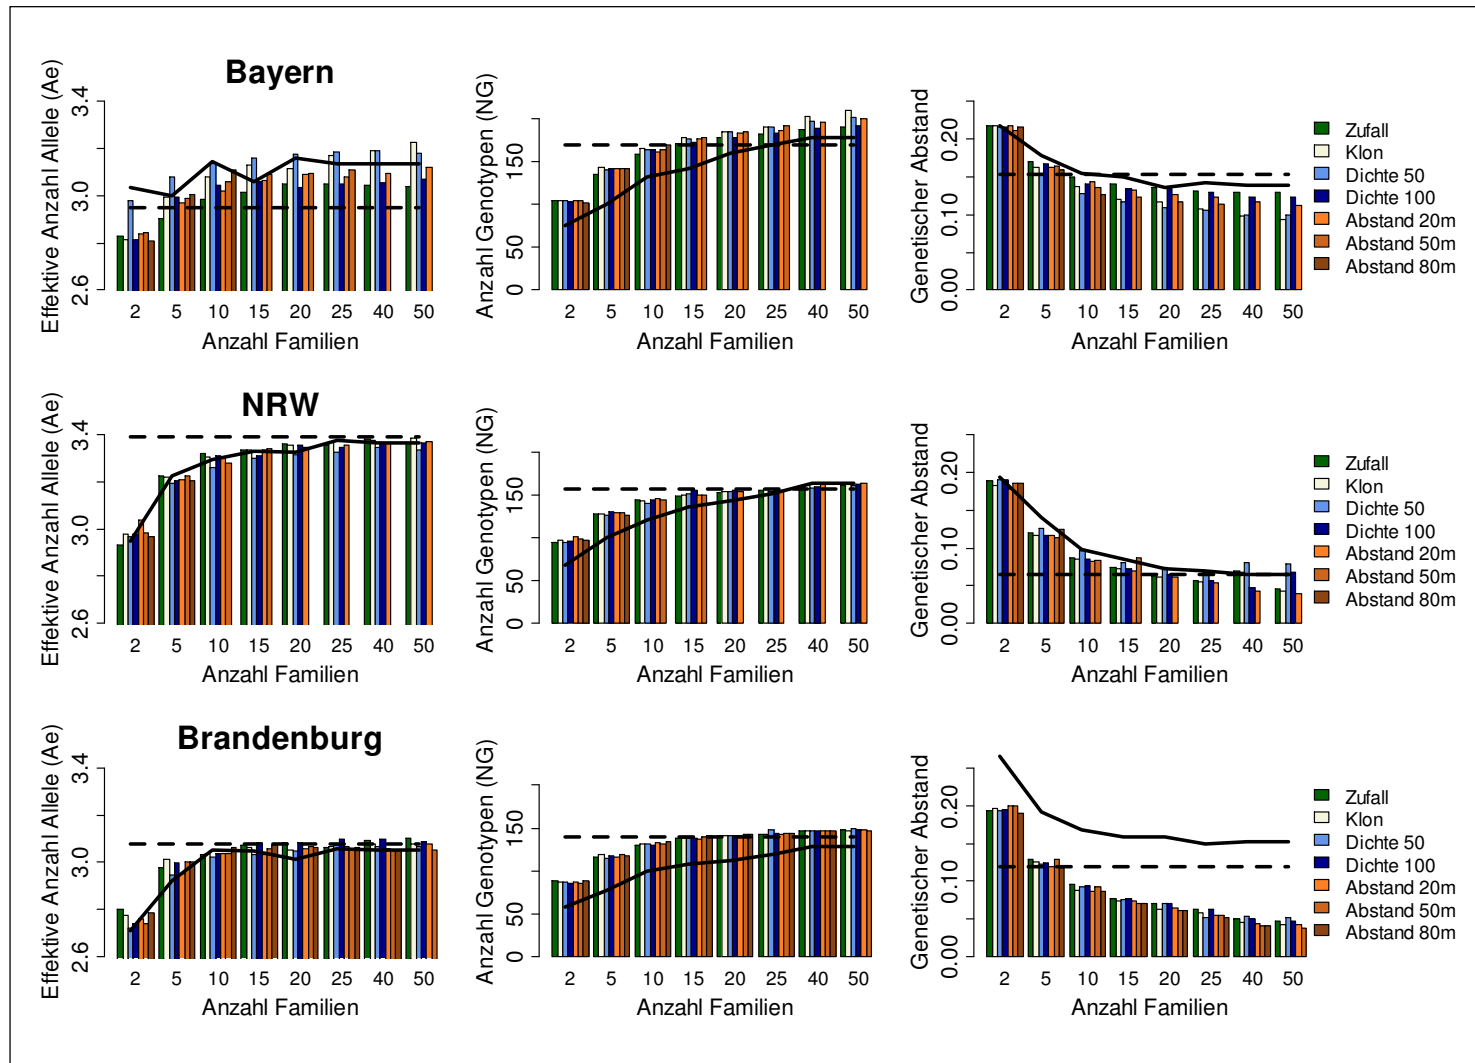 Bayern
Effektive Anzahl Allele (Ae)
2.6 3.0 3.4
2 5 10 15 20 25 40 50
Anzahl Familien
Anzahl Genotypen (NG)
0 50 150
2 5 10 15 20 25 40 50
Anzahl Familien
Genetischer Abstand
0.00 0.10 0.20
2 5 10 15 20 25 40 50
Anzahl Familien
Zufall
Klon
Dichte 50
Dichte 100
Abstand 20m
Abstand 50m
Abstand 80m
NRW
Effektive Anzahl Allele (Ae)
2.6 3.0 3.4
2 5 10 15 20 25 40 50
Anzahl Familien
Anzahl Genotypen (NG)
0 50 150
2 5 10 15 20 25 40 50
Anzahl Familien
Genetischer Abstand
0.00 0.10 0.20
2 5 10 15 20 25 40 50
Anzahl Familien
Zufall
Klon
Dichte 50
Dichte 100
Abstand 20m
Abstand 50m
Abstand 80m
Brandenburg
Effektive Anzahl Allele (Ae)
2.6 3.0 3.4
2 5 10 15 20 25 40 50
Anzahl Familien
Anzahl Genotypen (NG)
0 50 150
2 5 10 15 20 25 40 50
Anzahl Familien
Genetischer Abstand
0.00 0.10 0.20
2 5 10 15 20 25 40 50
Anzahl Familien
Zufall
Klon
Dichte 50
Dichte 100
Abstand 20m
Abstand 50m
Abstand 80m